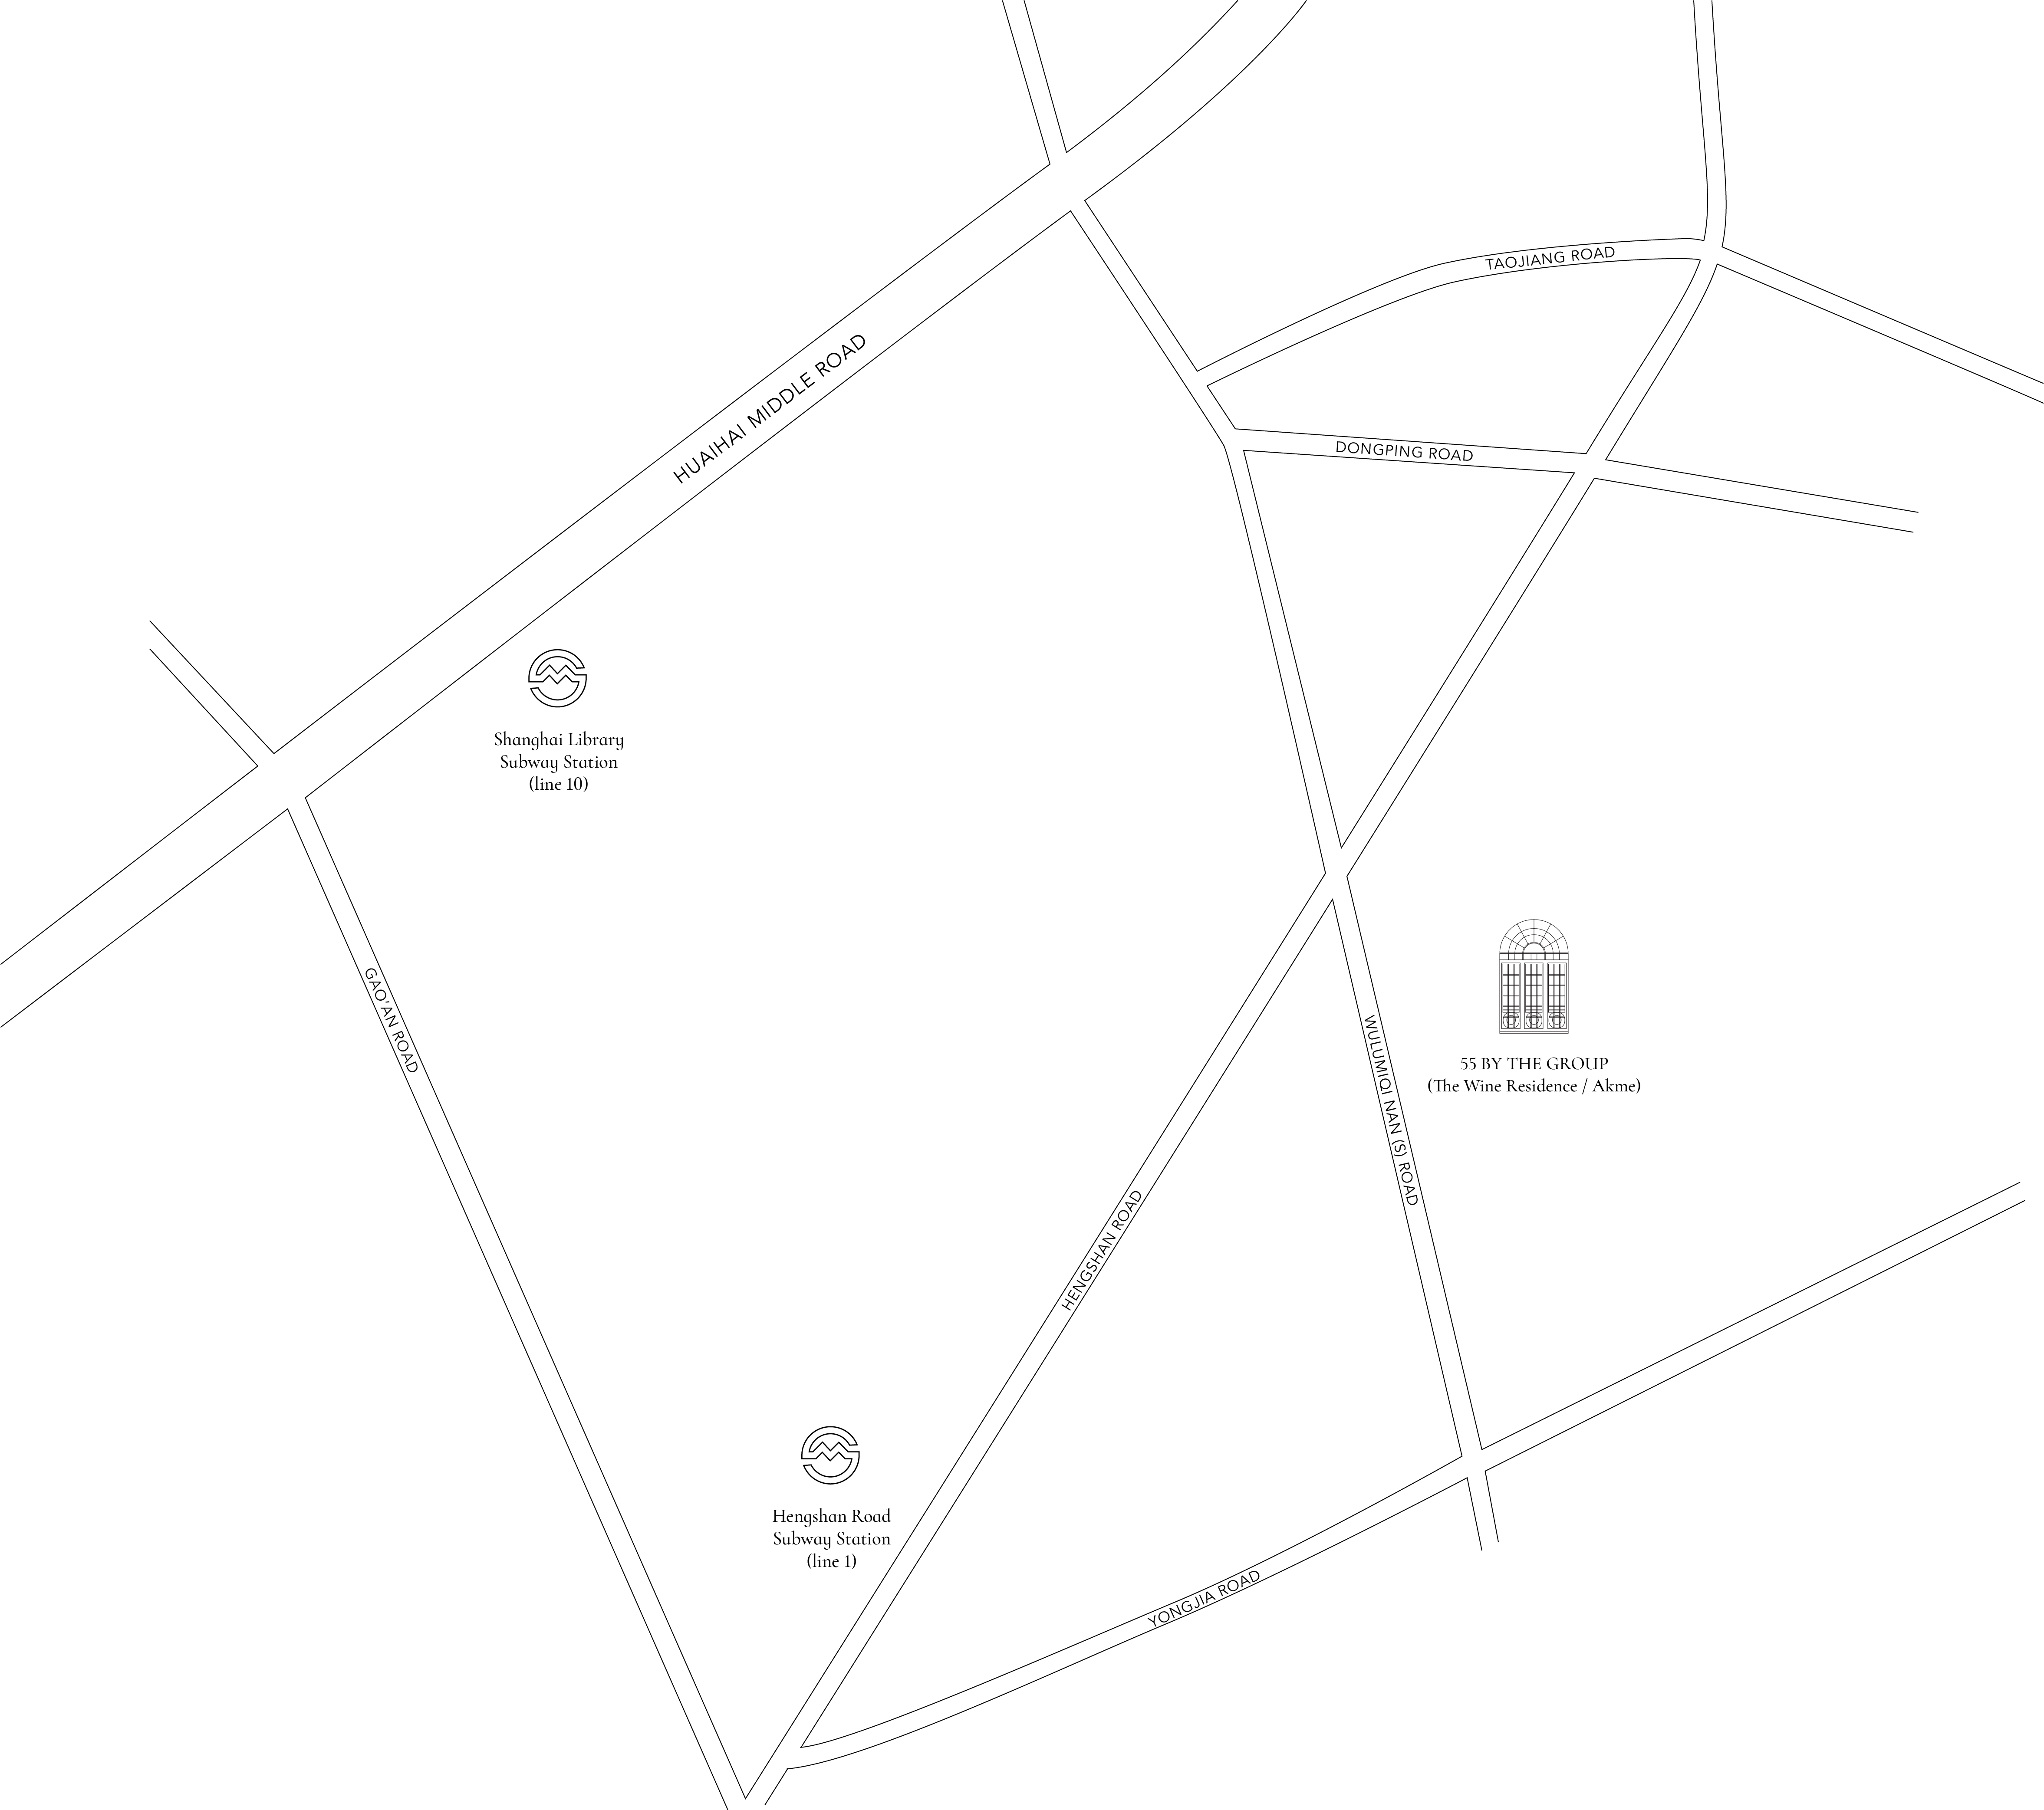 TAOJIANG ROAD
HUAIHAI MIDDLE ROAD
DONGPING ROAD
Shanghai Library
Subway Station
(line 10)
GAO'AN ROAD
WULUMIQI NAN (S) ROAD
55 BY THE GROUP
(The Wine Residence / Akme)
HENGSHAN ROAD
Hengshan Road
Subway Station
(line 1)
YONGJIA ROAD